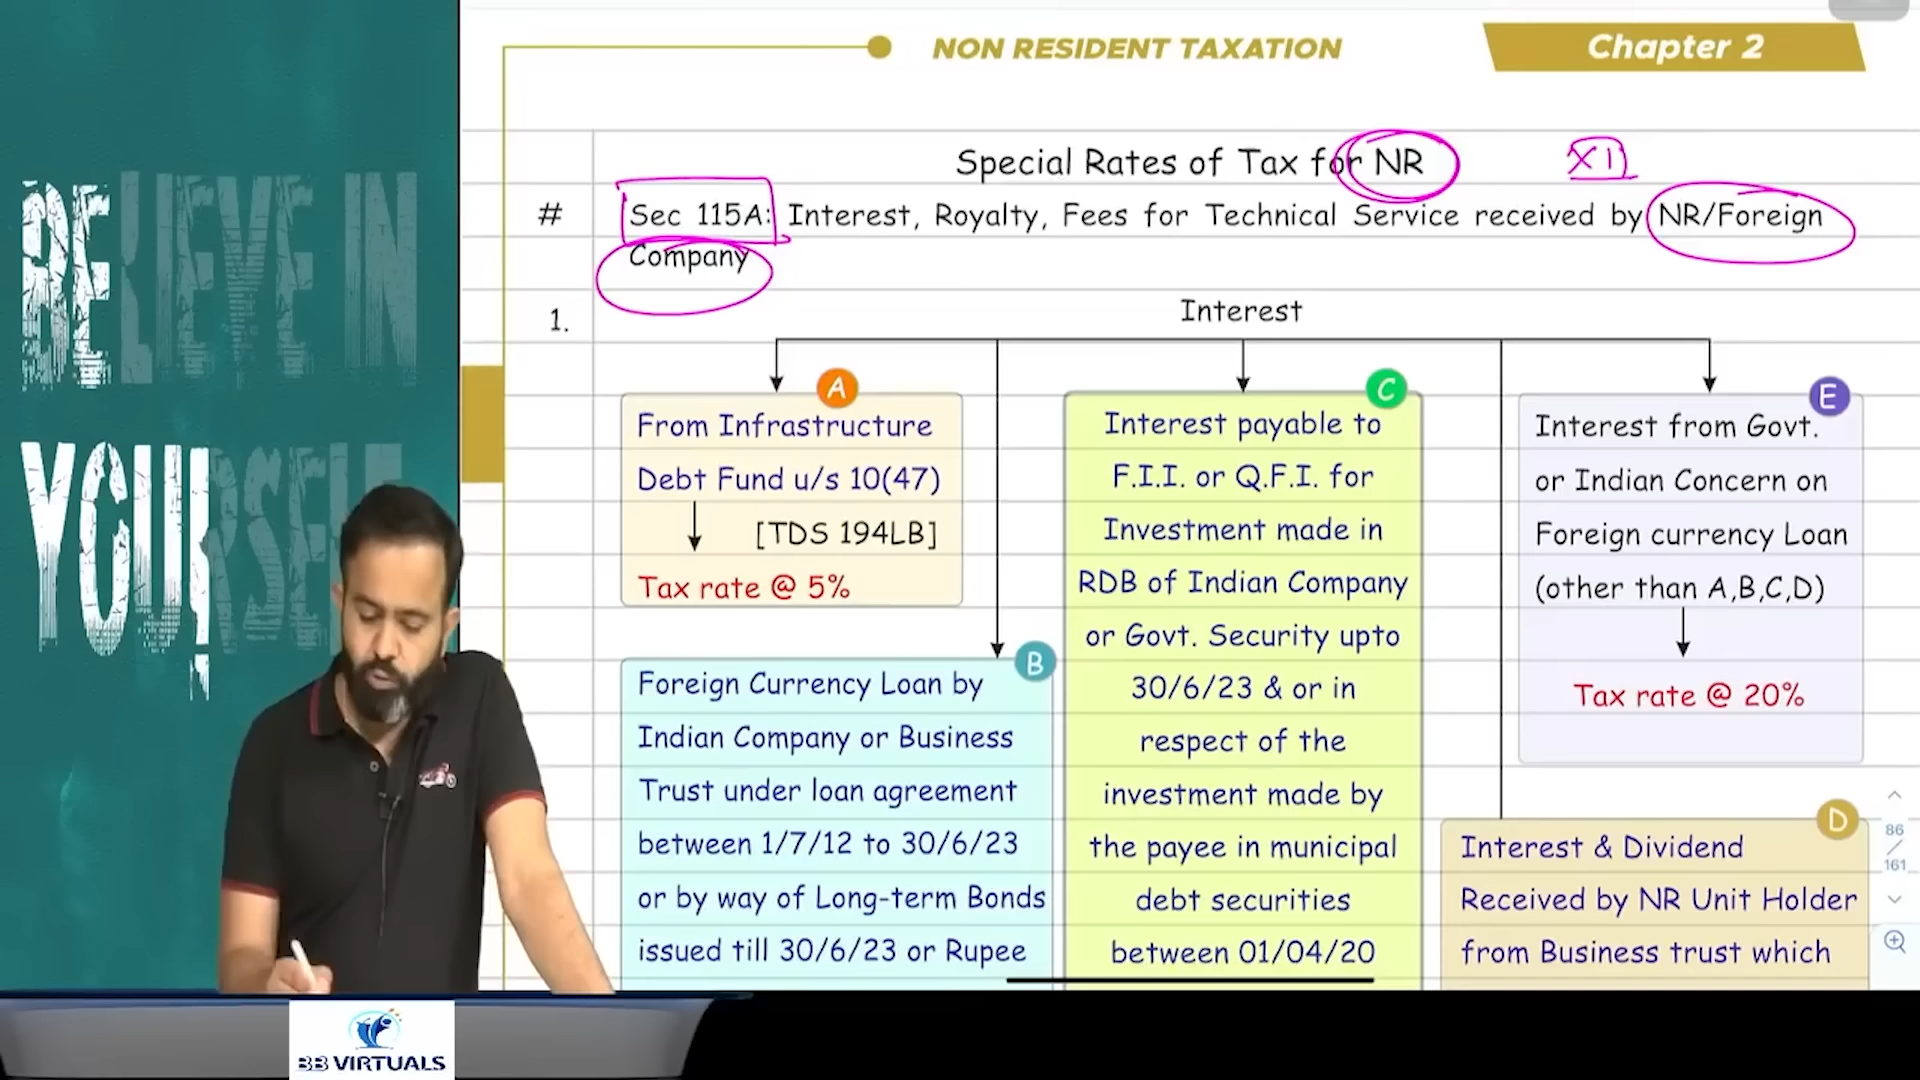 BELIEVE IN
YOURSELF
NON RESIDENT TAXATION
Chapter 2
Special Rates of Tax for NR
XI
# Sec 115A: Interest, Royalty, Fees for Technical Service received by NR/Foreign
Company
1. Interest
A
From Infrastructure
Debt Fund u/s 10(47)
[TDS 194LB]
Tax rate @ 5%
B
Foreign Currency Loan by
Indian Company or Business
Trust under loan agreement
between 1/7/12 to 30/6/23
or by way of Long-term Bonds
issued till 30/6/23 or Rupee
C
Interest payable to
F.I.I. or Q.F.I. for
Investment made in
RDB of Indian Company
or Govt. Security upto
30/6/23 & or in
respect of the
investment made by
the payee in municipal
debt securities
between 01/04/20
E
Interest from Govt.
or Indian Concern on
Foreign currency Loan
(other than A,B,C,D)
Tax rate @ 20%
D
Interest & Dividend
Received by NR Unit Holder
from Business trust which
86
/
161
BB VIRTUALS